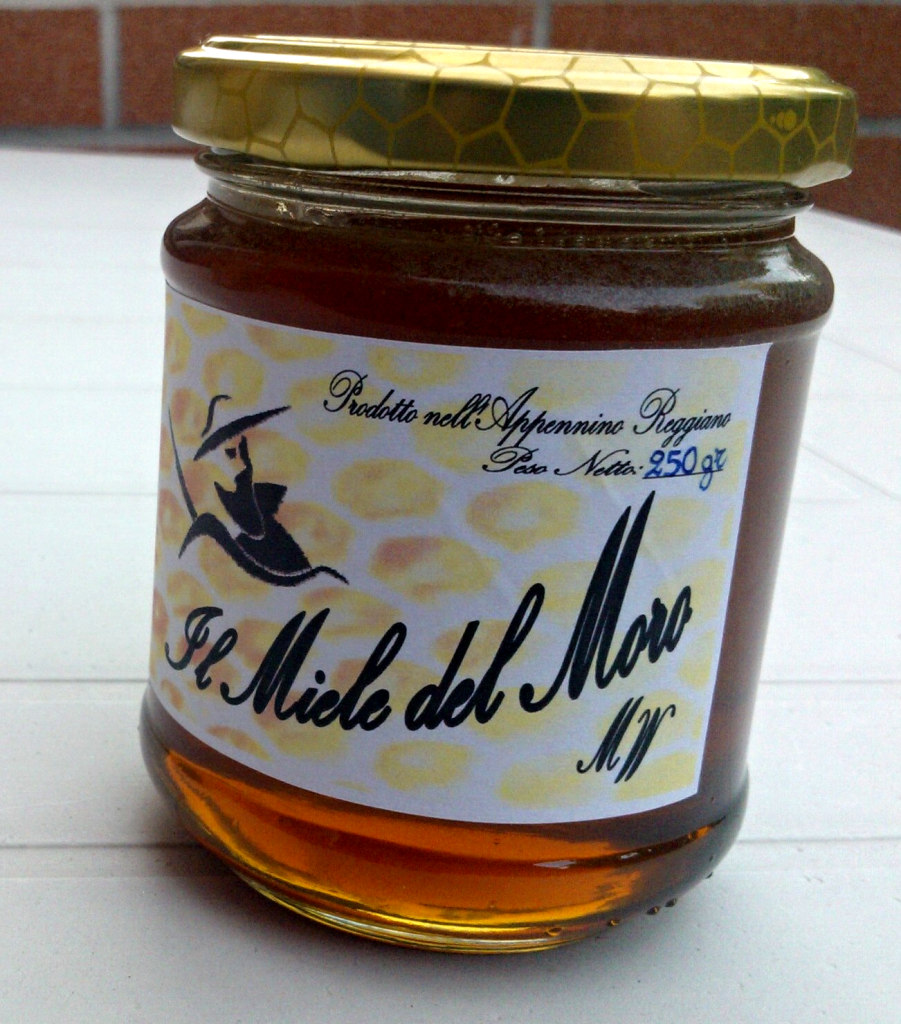 Prodotto nell'Appennino Reggiano
Peso Netto: 250 gr
Il Miele del Moro
MW